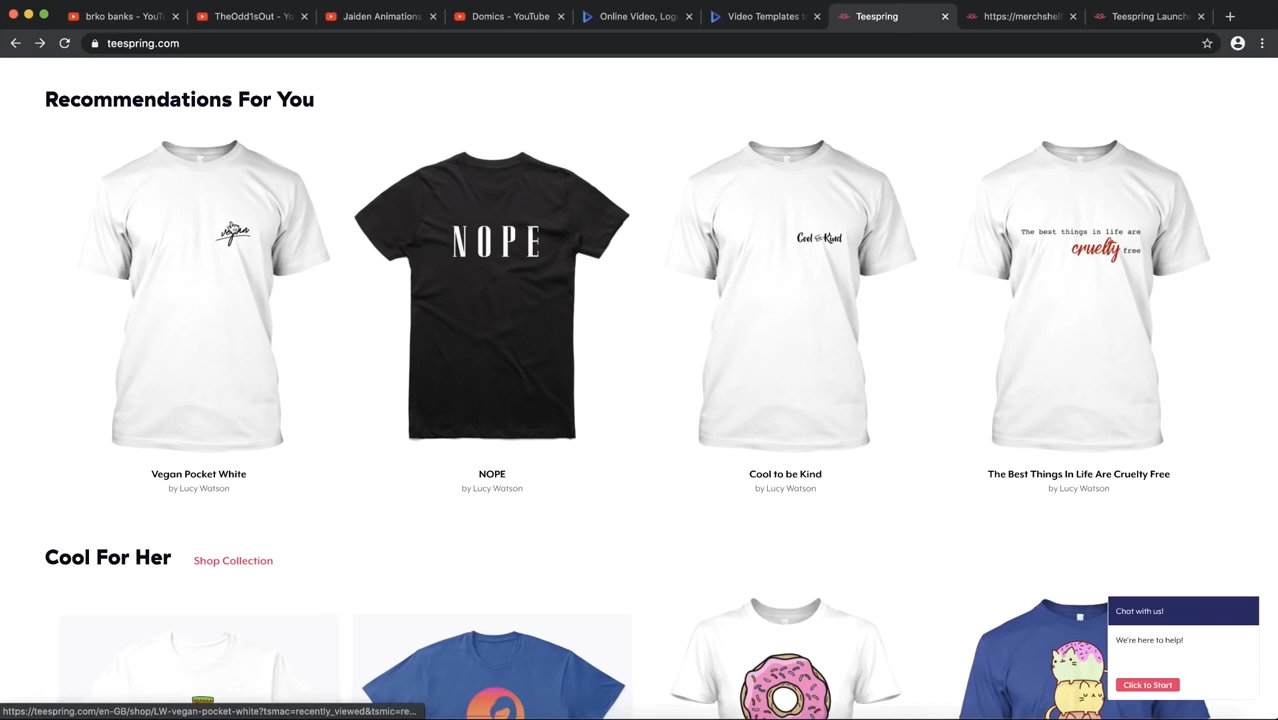 brko banks - YouTu
TheOdd1sOut - Yo
Jaiden Animations
Domics - YouTube
Online Video, Log
Video Templates t
Teespring
https://merchshell
Teespring Launch
teespring.com
Recommendations For You
vegan
NOPE
Cool to be Kind
The best things in life are
cruelty free
Vegan Pocket White
NOPE
Cool to be Kind
The Best Things In Life Are Cruelty Free
by Lucy Watson
by Lucy Watson
by Lucy Watson
by Lucy Watson
Cool For Her
Shop Collection
Chat with us!
We're here to help!
Click to Start
https://teespring.com/en-GB/shop/LW-vegan-pocket-white?tsmac=recently_viewed&tsmic=re...